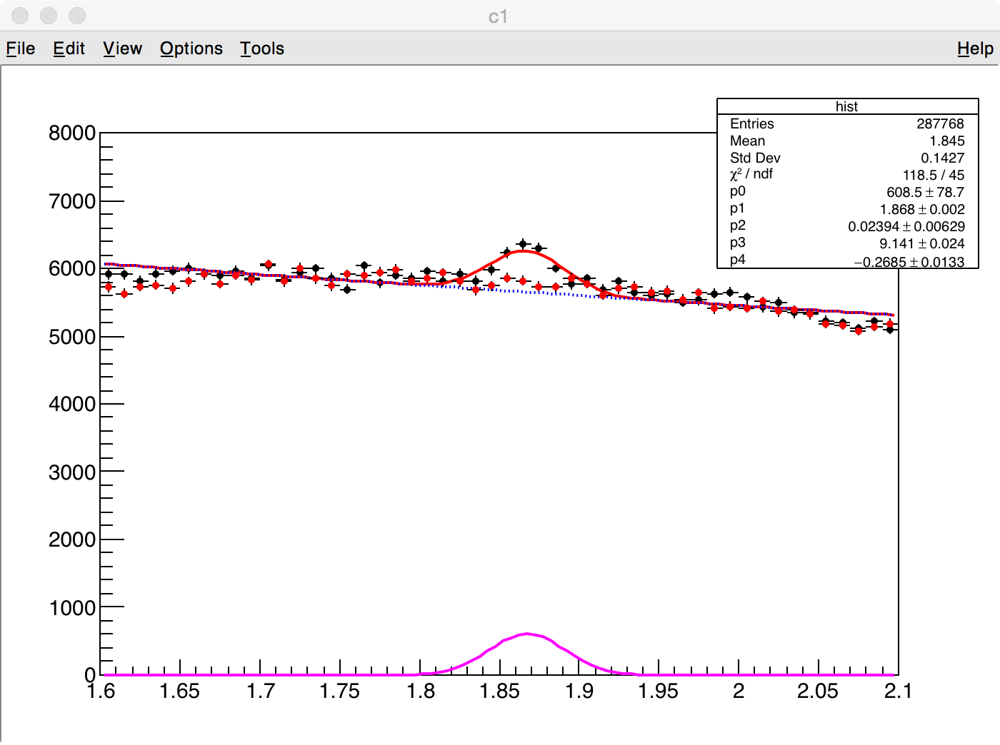 c1
File Edit View Options Tools Help
hist
Entries 287768
Mean 1.845
Std Dev 0.1427
χ² / ndf 118.5 / 45
p0 608.5 ± 78.7
p1 1.868 ± 0.002
p2 0.02394 ± 0.00629
p3 9.141 ± 0.024
p4 −0.2685 ± 0.0133
8000
7000
6000
5000
4000
3000
2000
1000
0
1.6 1.65 1.7 1.75 1.8 1.85 1.9 1.95 2 2.05 2.1